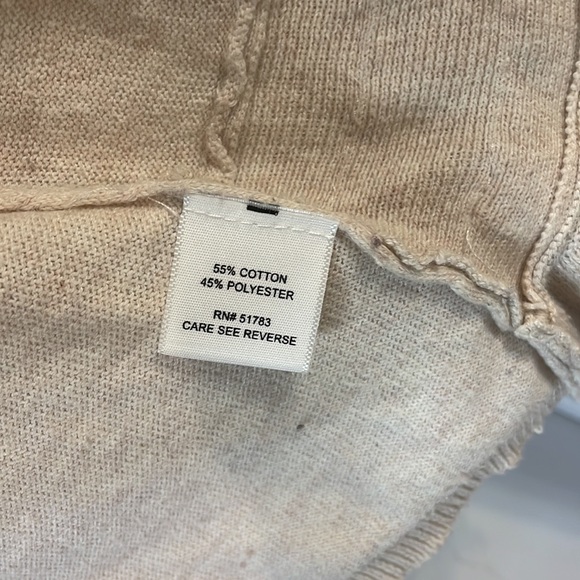 55% COTTON
45% POLYESTER
RN# 51783
CARE SEE REVERSE